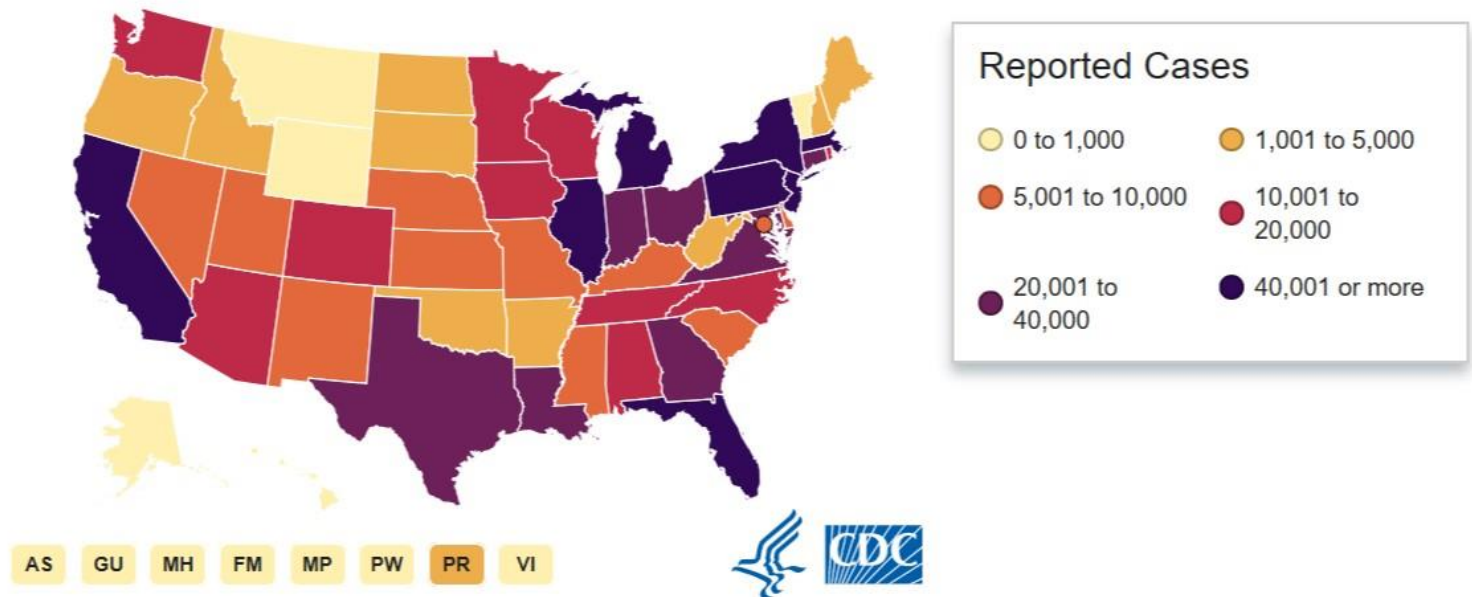 Reported Cases
0 to 1,000
1,001 to 5,000
5,001 to 10,000
10,001 to
20,000
20,001 to
40,000
40,001 or more
AS GU MH FM MP PW PR VI
CDC